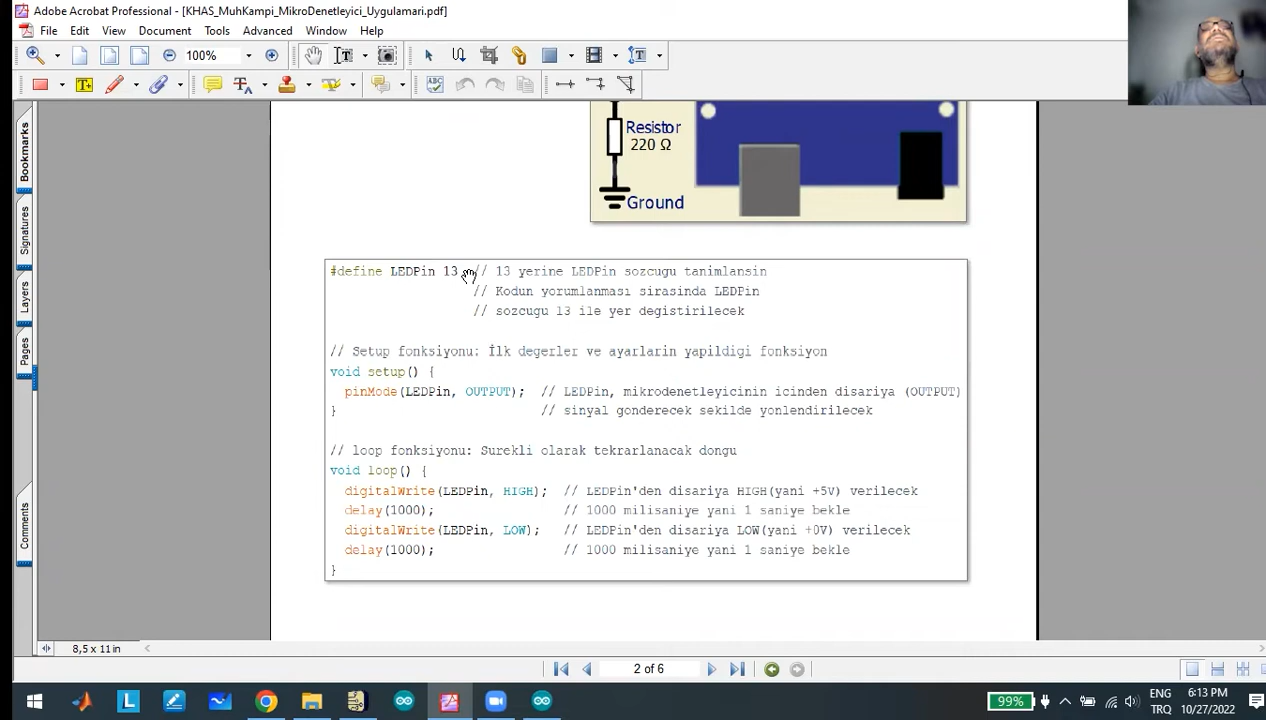 Adobe Acrobat Professional - [KHAS_MuhKampi_MikroDenetleyici_Uygulamari.pdf]
File Edit View Document Tools Advanced Window Help
100%
Resistor
220 Ω
Ground
Bookmarks
Signatures
Layers
Pages
Comments
#define LEDPin 13 // 13 yerine LEDPin sozcugu tanimlansin
// Kodun yorumlanması sirasinda LEDPin
// sozcugu 13 ile yer degistirilecek
// Setup fonksiyonu: İlk degerler ve ayarlarin yapildigi fonksiyon
void setup() {
pinMode(LEDPin, OUTPUT); // LEDPin, mikrodenetleyicinin icinden disariya (OUTPUT)
} // sinyal gonderecek sekilde yonlendirilecek
// loop fonksiyonu: Surekli olarak tekrarlanacak dongu
void loop() {
digitalWrite(LEDPin, HIGH); // LEDPin'den disariya HIGH(yani +5V) verilecek
delay(1000); // 1000 milisaniye yani 1 saniye bekle
digitalWrite(LEDPin, LOW); // LEDPin'den disariya LOW(yani +0V) verilecek
delay(1000); // 1000 milisaniye yani 1 saniye bekle
}
8,5 x 11 in
2 of 6
99%
ENG
TRQ
6:13 PM
10/27/2022